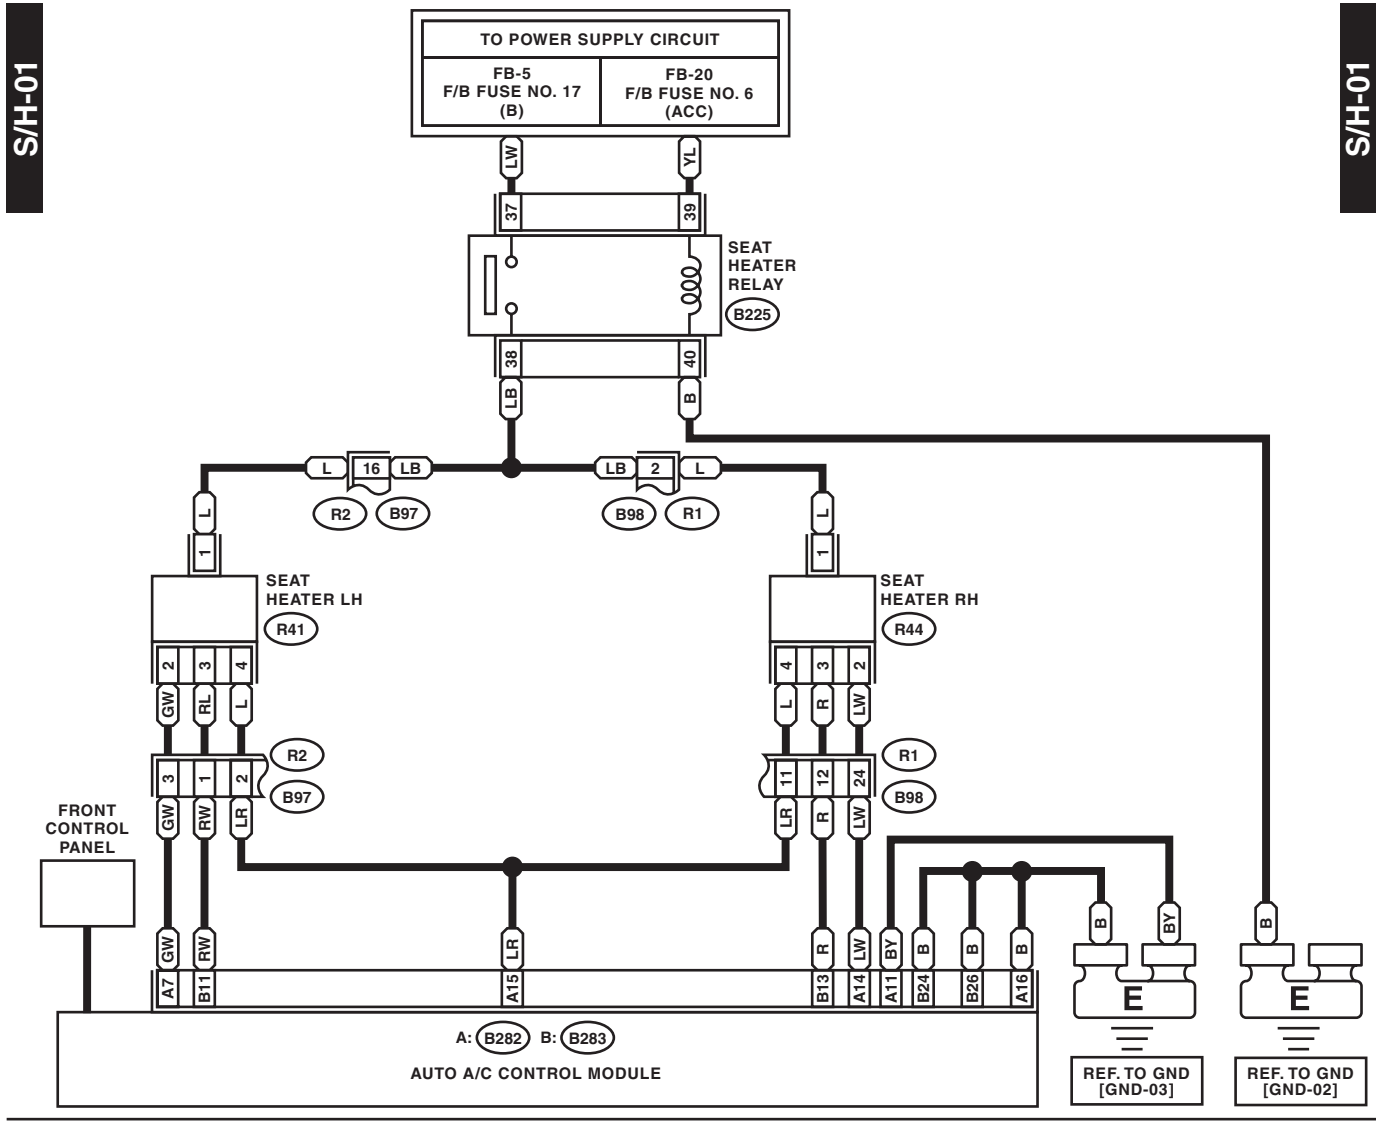 S/H-01
S/H-01
TO POWER SUPPLY CIRCUIT
FB-5
F/B FUSE NO. 17
(B)
FB-20
F/B FUSE NO. 6
(ACC)
LW
YL
37
39
SEAT
HEATER
RELAY
B225
38
40
LB
B
L
16
LB
LB
2
L
R2
B97
B98
R1
L
L
1
1
SEAT
HEATER LH
R41
SEAT
HEATER RH
R44
2
3
4
4
3
2
GW
RL
L
L
R
LW
R2
R1
3
1
2
11
12
24
B97
B98
GW
RW
LR
LR
R
LW
FRONT
CONTROL
PANEL
B
BY
B
GW
RW
LR
R
LW
BY
B
B
B
A7
B11
A15
B13
A14
A11
B24
B26
A16
E
E
A: B282 B: B283
AUTO A/C CONTROL MODULE
REF. TO GND
[GND-03]
REF. TO GND
[GND-02]